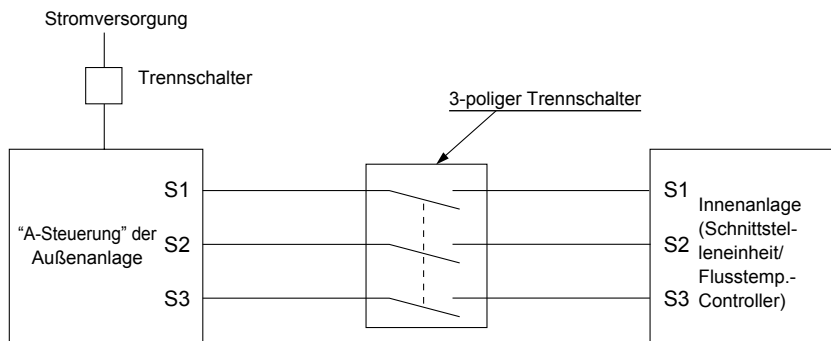 Stromversorgung
Trennschalter
3-poliger Trennschalter
S1
S1
"A-Steuerung" der
Außenanlage
S2
S2
S3
S3
Innenanlage
(Schnittstel-
leneinheit/
Flusstemp.-
Controller)